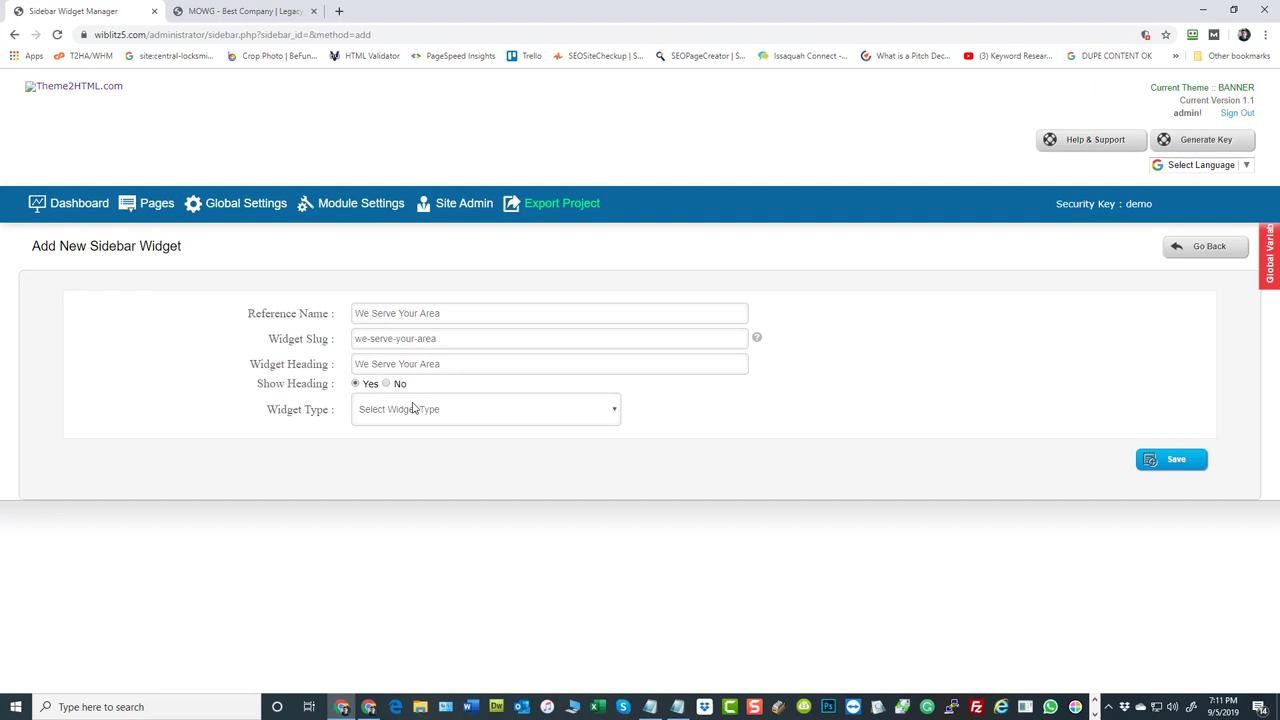 Sidebar Widget Manager
MOWG - Best Company | Legacy
wiblitz5.com/administrator/sidebar.php?sidebar_id=&method=add
Apps
T2HA/WHM
site:central-locksmi...
Crop Photo | BeFun...
HTML Validator
PageSpeed Insights
Trello
SEOSiteCheckup | S...
SEOPageCreator | S...
Issaquah Connect -...
What is a Pitch Dec...
(3) Keyword Resear...
DUPE CONTENT OK
»
Other bookmarks
Theme2HTML.com
Current Theme :: BANNER
Current Version 1.1
admin! Sign Out
Help & Support
Generate Key
Select Language ▼
Dashboard
Pages
Global Settings
Module Settings
Site Admin
Export Project
Security Key : demo
Add New Sidebar Widget
Go Back
Global Variab
Reference Name : We Serve Your Area
Widget Slug : we-serve-your-area
Widget Heading : We Serve Your Area
Show Heading : Yes No
Widget Type : Select Widget Type
Save
Type here to search
7:11 PM
9/5/2019